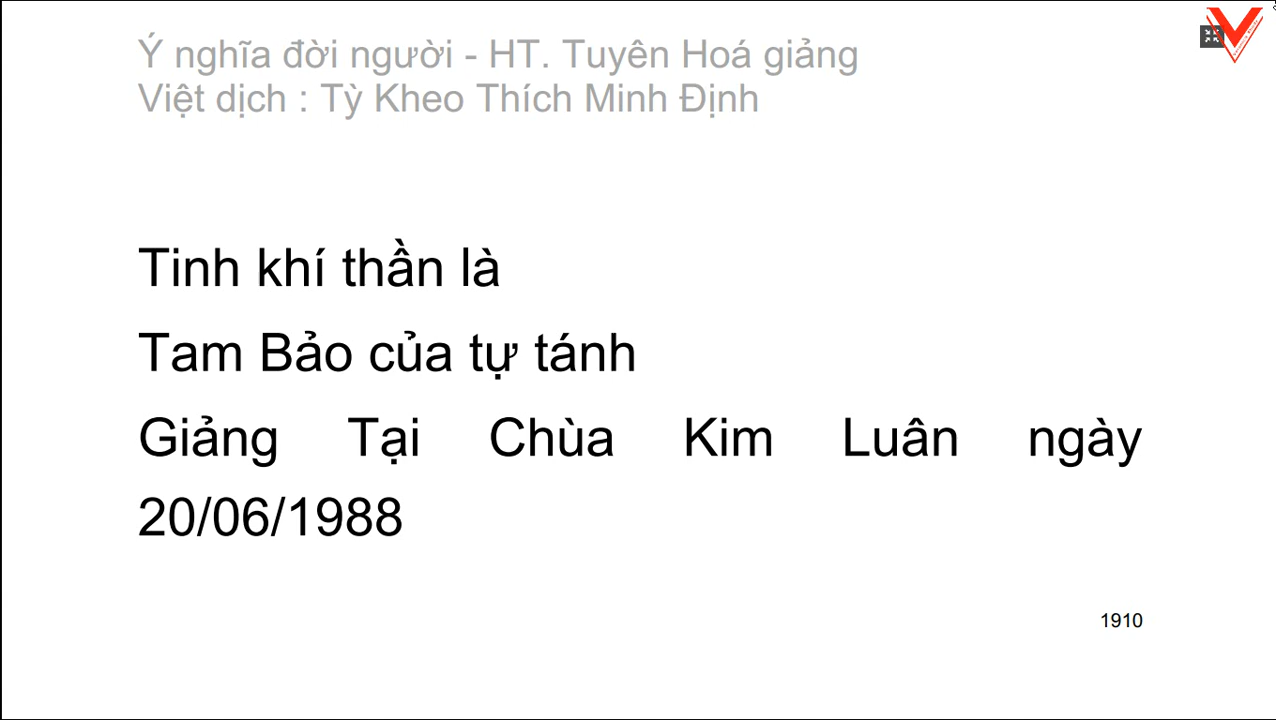 Ý nghĩa đời người - HT. Tuyên Hoá giảng
Việt dịch : Tỳ Kheo Thích Minh Định
Tinh khí thần là
Tam Bảo của tự tánh
Giảng Tại Chùa Kim Luân ngày
20/06/1988
1910